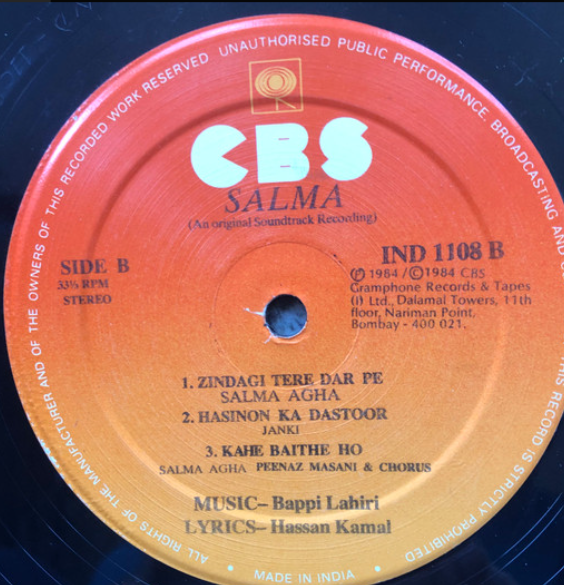 ALL RIGHTS OF THE MANUFACTURER AND OF THE OWNERS OF THIS RECORDED WORK RESERVED UNAUTHORISED PUBLIC PERFORMANCE, BROADCASTING AND
THIS RECORD IS STRICTLY PROHIBITED
CBS
SALMA
(An original Soundtrack Recording)
SIDE B
33⅓ RPM
STEREO
IND 1108 B
℗ 1984/©1984 CBS
Gramphone Records & Tapes
(I) Ltd., Dalamal Towers, 11th
floor, Nariman Point,
Bombay - 400 021.
1. ZINDAGI TERE DAR PE
SALMA AGHA
2. HASINON KA DASTOOR
JANKI
3. KAHE BAITHE HO
SALMA AGHA PEENAZ MASANI & CHORUS
MUSIC– Bappi Lahiri
LYRICS– Hassan Kamal
• MADE IN INDIA •